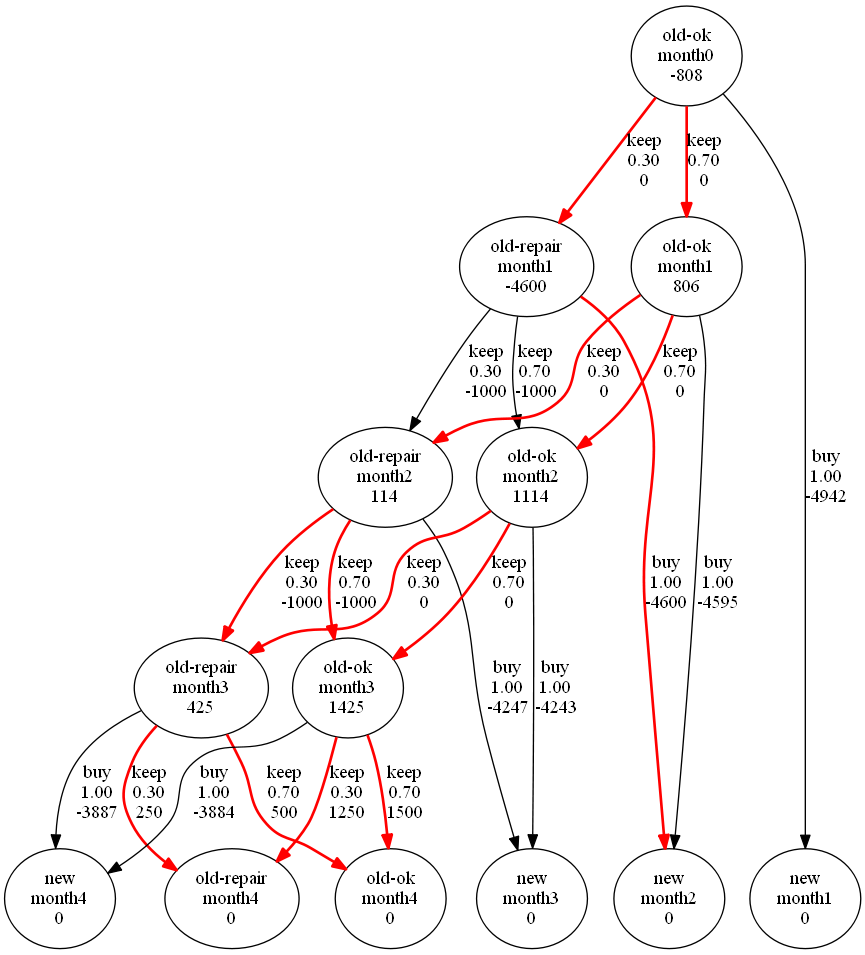 old-ok
month0
-808
keep
0.30
0
keep
0.70
0
old-repair
month1
-4600
old-ok
month1
806
keep
0.30
-1000
keep
0.70
-1000
keep
0.30
0
keep
0.70
0
buy
1.00
-4942
old-repair
month2
114
old-ok
month2
1114
keep
0.30
-1000
keep
0.70
-1000
keep
0.30
0
keep
0.70
0
buy
1.00
-4600
buy
1.00
-4595
old-repair
month3
425
old-ok
month3
1425
buy
1.00
-4247
buy
1.00
-4243
buy
1.00
-3887
keep
0.30
250
buy
1.00
-3884
keep
0.70
500
keep
0.30
1250
keep
0.70
1500
new
month4
0
old-repair
month4
0
old-ok
month4
0
new
month3
0
new
month2
0
new
month1
0